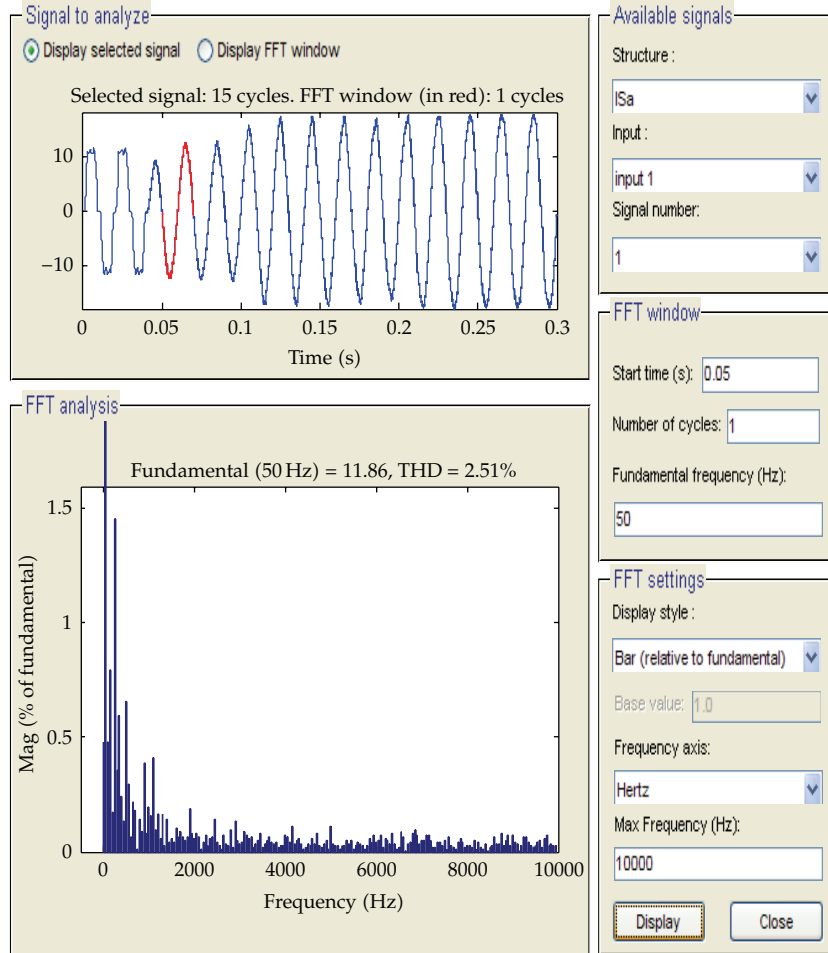 Signal to analyze
Display selected signal Display FFT window
Selected signal: 15 cycles. FFT window (in red): 1 cycles
10
0
−10
0 0.05 0.1 0.15 0.2 0.25 0.3
Time (s)
FFT analysis
Fundamental (50 Hz) = 11.86, THD = 2.51%
1.5
1
0.5
0
Mag (% of fundamental)
0 2000 4000 6000 8000 10000
Frequency (Hz)
Available signals
Structure :
ISa
Input :
input 1
Signal number:
1
FFT window
Start time (s): 0.05
Number of cycles: 1
Fundamental frequency (Hz):
50
FFT settings
Display style :
Bar (relative to fundamental)
Base value: 1.0
Frequency axis:
Hertz
Max Frequency (Hz):
10000
Display Close